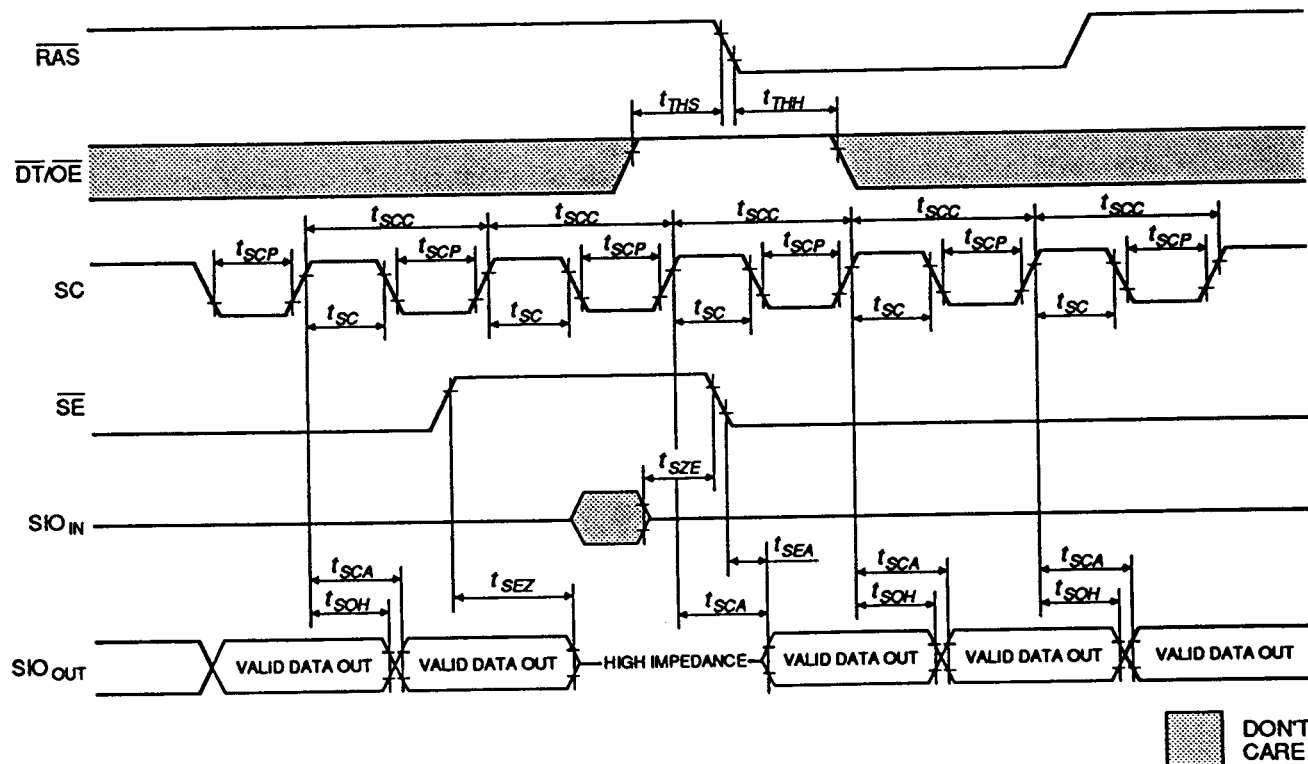 RAS
tTHS tTHH
DT/OE
tSCC tSCC tSCC tSCC tSCC
tSCP tSCP tSCP tSCP tSCP tSCP
SC
tSC tSC tSC tSC tSC
SE
tSZE
SIO IN
tSEA
tSCA tSEZ tSCA tSCA tSCA
tSOH tSOH tSOH
SIO OUT VALID DATA OUT VALID DATA OUT HIGH IMPEDANCE VALID DATA OUT VALID DATA OUT VALID DATA OUT
DON'T
CARE